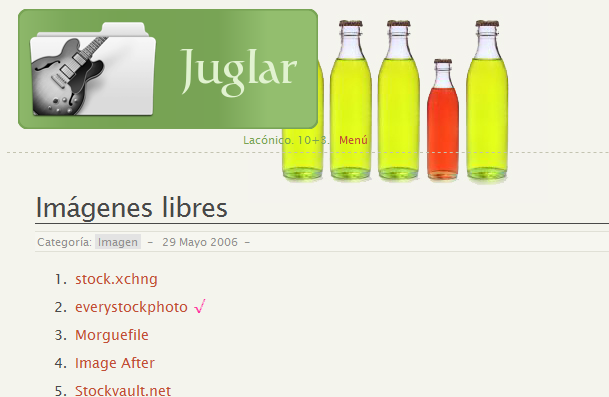 Juglar
Lacónico. 10+3. Menú
Imágenes libres
Categoría: Imagen – 29 Mayo 2006 –
1. stock.xchng
2. everystockphoto √
3. Morguefile
4. Image After
5. Stockvault.net